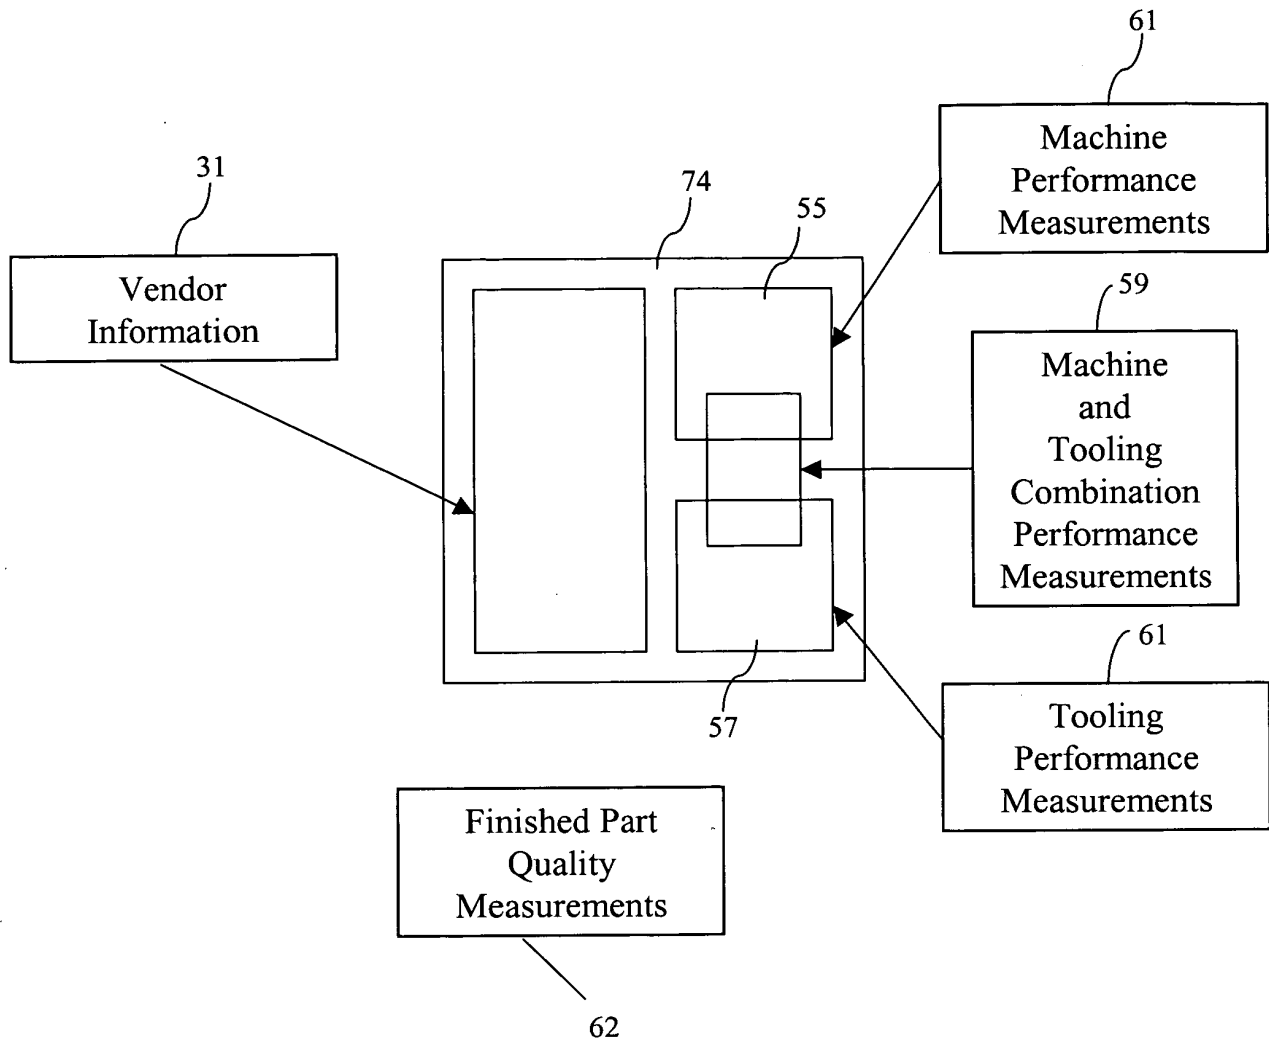 61
Machine
Performance
Measurements
31
Vendor
Information
74
55
59
Machine
and
Tooling
Combination
Performance
Measurements
57
61
Tooling
Performance
Measurements
Finished Part
Quality
Measurements
62